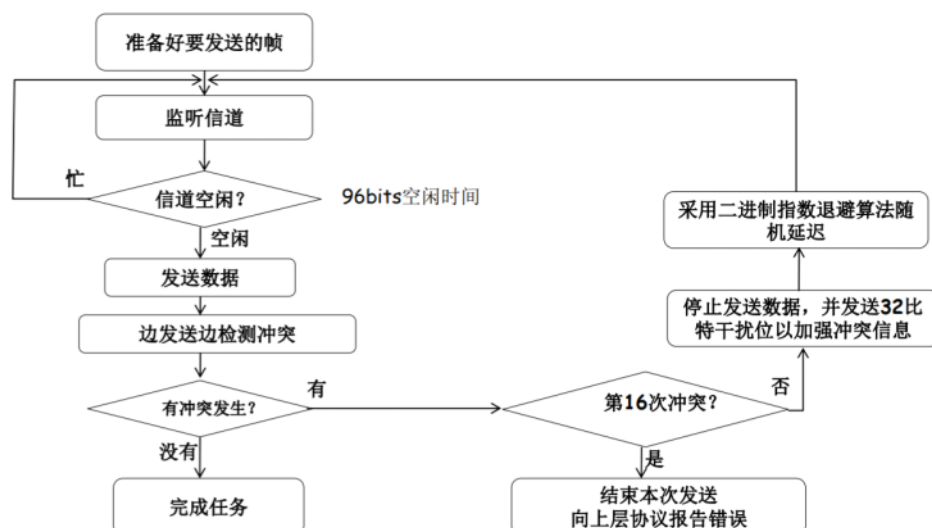 准备好要发送的帧
监听信道
忙
信道空闲？
96bits空闲时间
空闲
发送数据
边发送边检测冲突
有冲突发生？
有
没有
完成任务
第16次冲突？
否
是
结束本次发送
向上层协议报告错误
停止发送数据，并发送32比
特干扰位以加强冲突信息
采用二进制指数退避算法随
机延迟